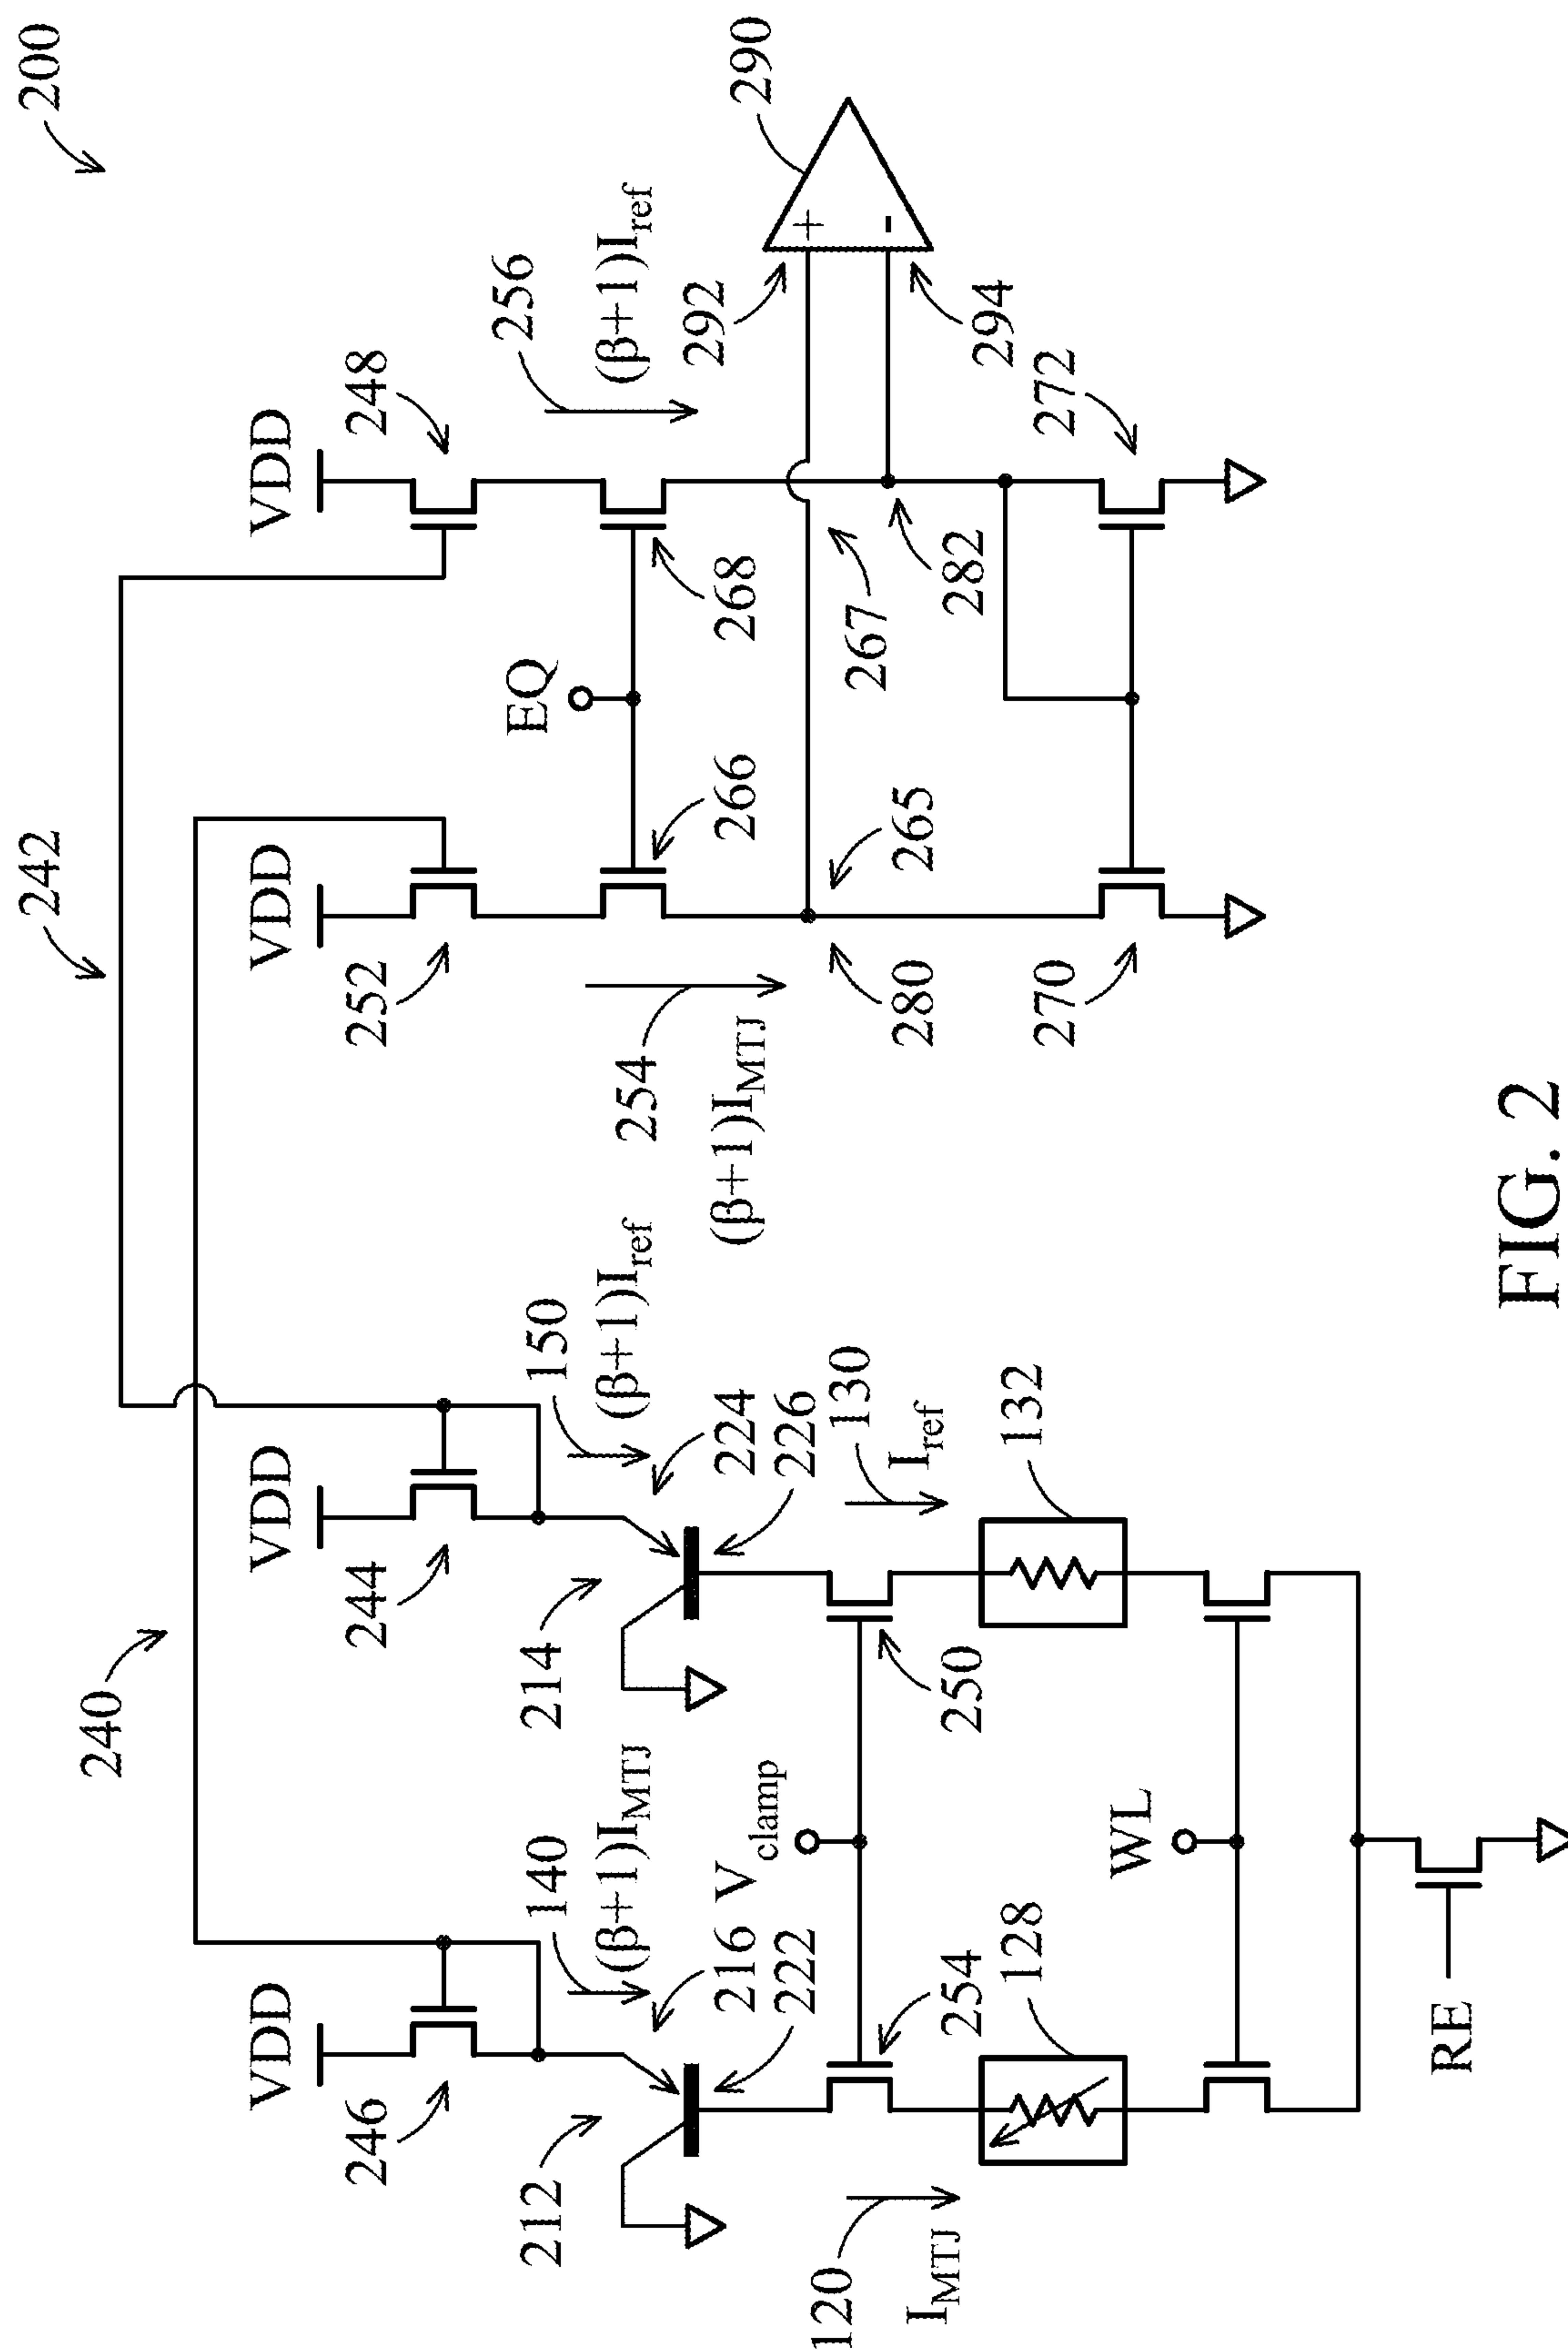 200
242
240
VDD
246
VDD
244
VDD
252
VDD
248
212
140
(β+1)I_MTJ
216
222
214
150
(β+1)I_ref
224
226
254
(β+1)I_MTJ
EQ
266
268
256
(β+1)I_ref
292
290
+
-
294
V_clamp
254
250
120
I_MTJ
128
130
I_ref
132
280
265
267
282
270
272
WL
RE
FIG. 2